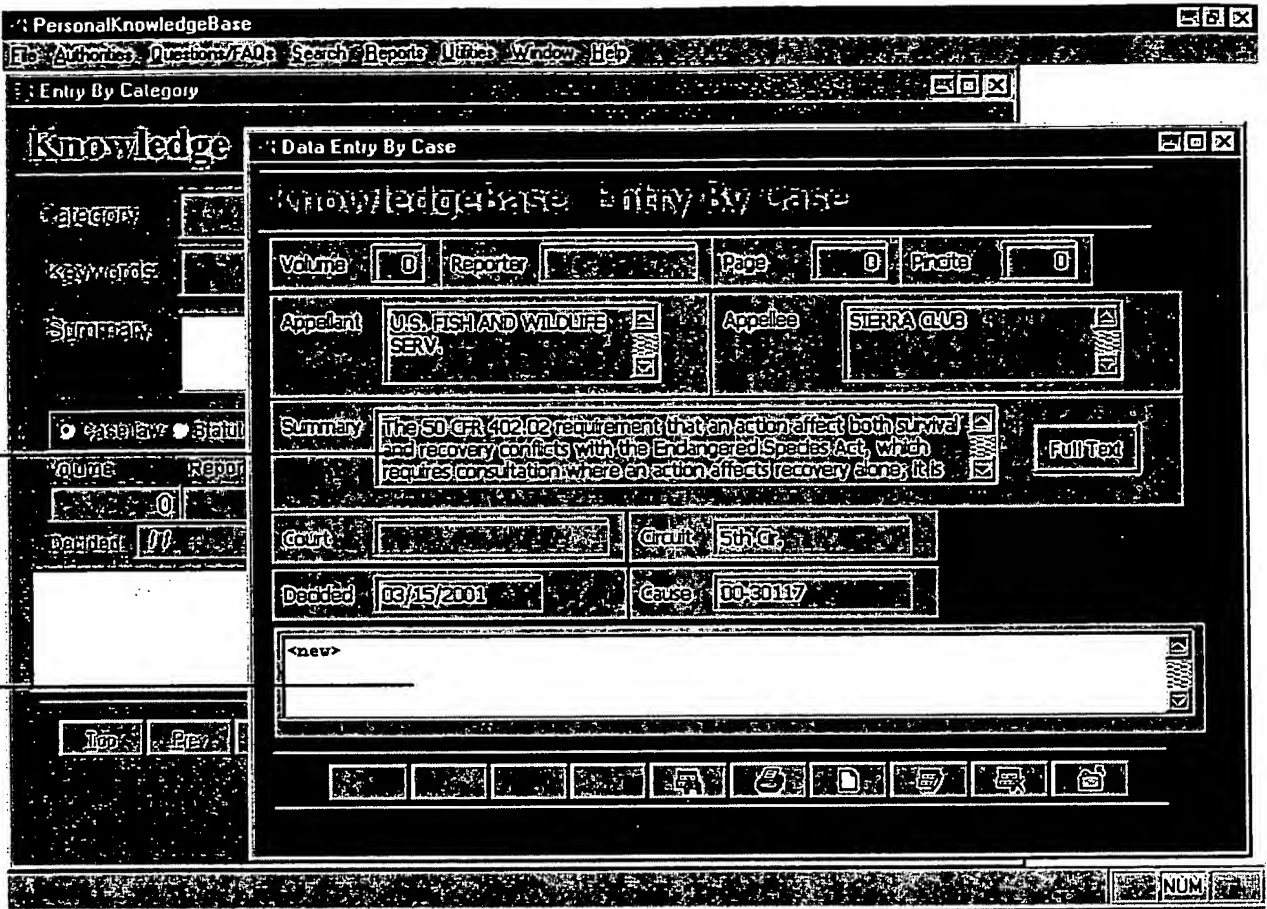 PersonalKnowledgeBase
File Authorities Questions/FAQs Search Reports Utilities Window Help
Entry By Category
Knowledge
Category
Keywords
Summary
Case law Statut
Volume Repor
0
Decided / /
Top Prev
Data Entry By Case
KnowledgeBase Entry By Case
Volume 0 Reporter Page 0 Pincite 0
Appellant U.S. FISH AND WILDLIFE
SERV.
Appellee SIERRA CLUB
Summary The 50 CFR 402.02 requirement that an action affect both survival
and recovery conflicts with the Endangered Species Act, which
requires consultation where an action affects recovery alone; it is
Full Text
Court Circuit 5th Cir.
Decided 03/15/2001 Cause 00-30117
<new>
NUM